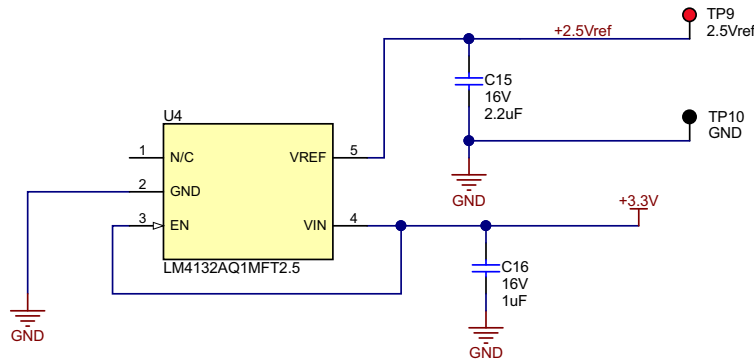 TP9
2.5Vref
+2.5Vref
C15
16V
2.2uF
TP10
GND
GND
U4
1 N/C VREF 5
2 GND
3 EN VIN 4
LM4132AQ1MFT2.5
+3.3V
C16
16V
1uF
GND
GND